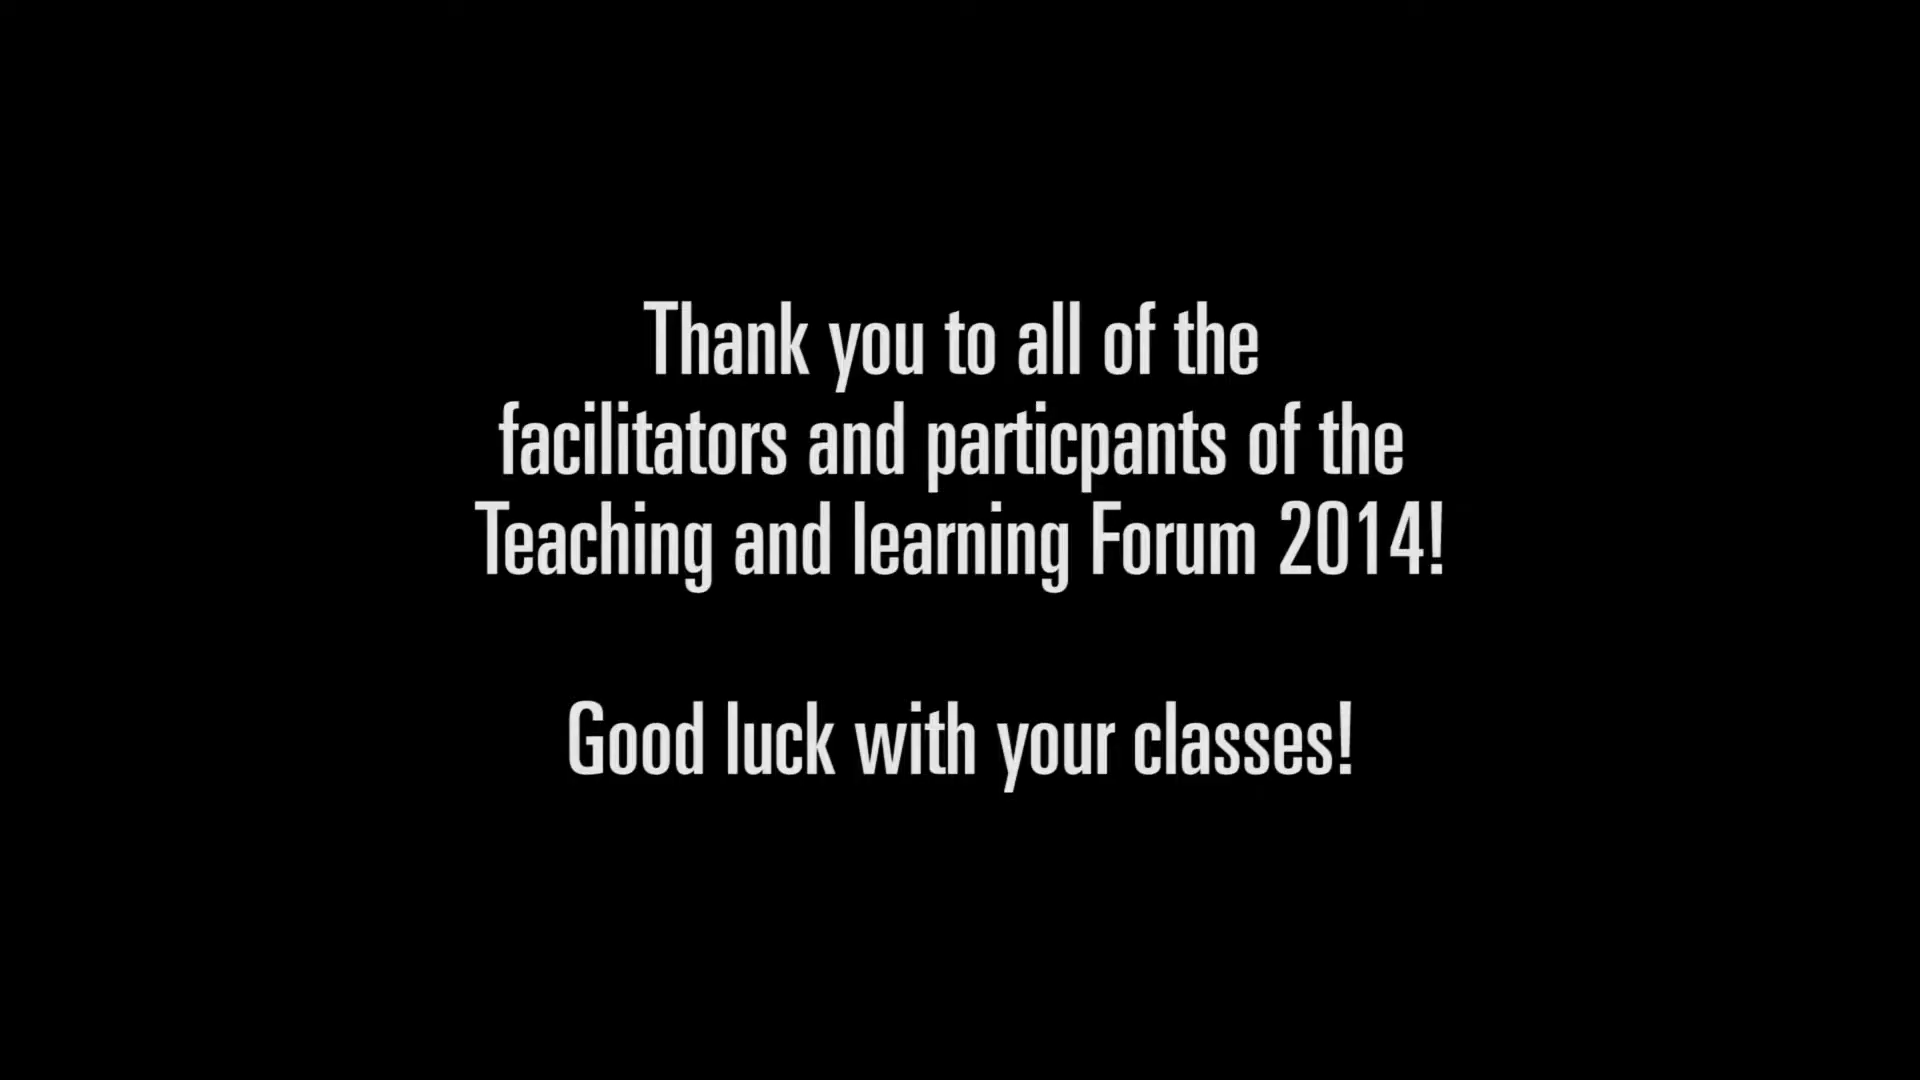 Thank you to all of the
facilitators and particpants of the
Teaching and learning Forum 2014!
Good luck with your classes!